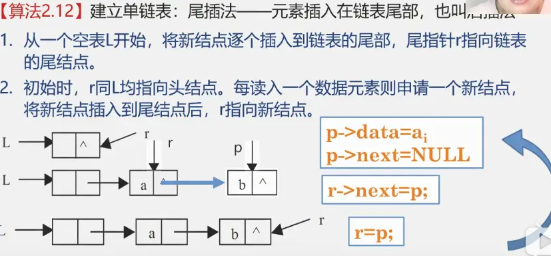 【算法2.12】建立单链表：尾插法——元素插入在链表尾部，也叫后插法
1. 从一个空表L开始，将新结点逐个插入到链表的尾部，尾指针r指向链表
的尾结点。
2. 初始时，r同L均指向头结点。每读入一个数据元素则申请一个新结点，
将新结点插入到尾结点后，r指向新结点。
L ^ r r p
p->data=aᵢ
p->next=NULL
L a ^ b ^
r->next=p;
L a b ^ r
r=p;